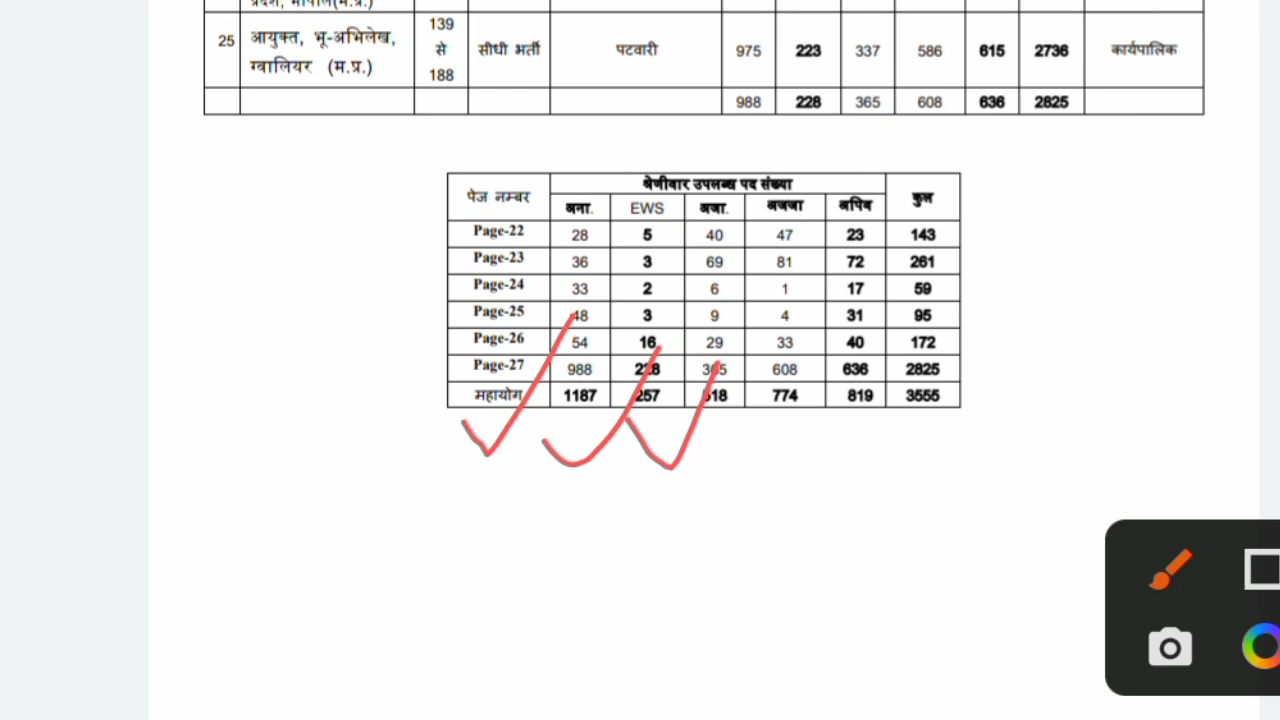 प्रदेश, भोपाल(म.प्र.)
25 आयुक्त, भू-अभिलेख, ग्वालियर (म.प्र.) 139 से 188 सीधी भर्ती पटवारी 975 223 337 586 615 2736 कार्यपालिक
988 228 365 608 636 2825
पेज नम्बर श्रेणीवार उपलब्ध पद संख्या कुल
अना. EWS अजा. अजजा अपिव
Page-22 28 5 40 47 23 143
Page-23 36 3 69 81 72 261
Page-24 33 2 6 1 17 59
Page-25 48 3 9 4 31 95
Page-26 54 16 29 33 40 172
Page-27 988 228 365 608 636 2825
महायोग 1187 257 518 774 819 3555